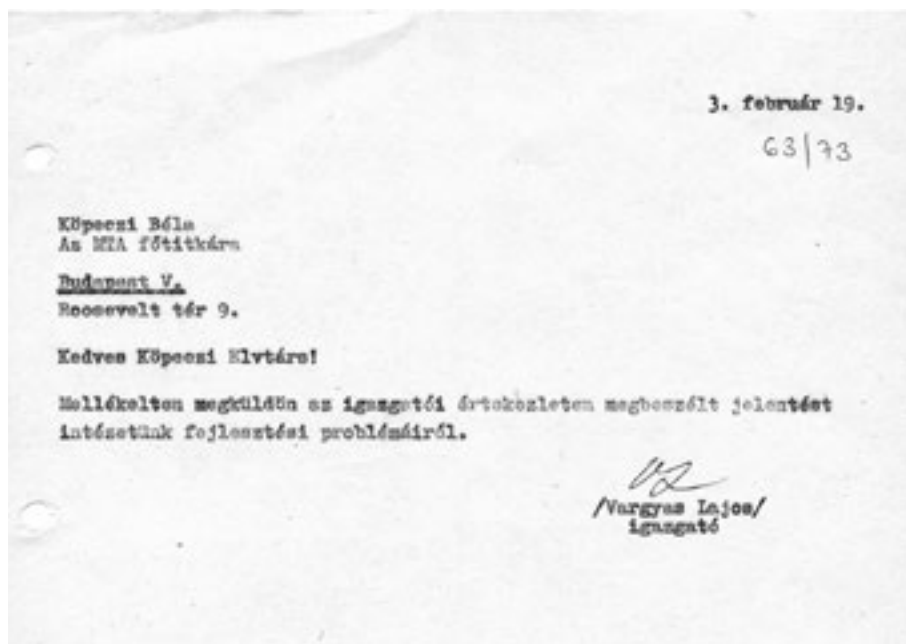 3. február 19.
63/73
Köpeczi Béla
Az MTA főtitkára
Budapest V.
Roosevelt tér 9.
Kedves Köpeczi Elvtárs!
Mellékelten megküldöm az igazgatói értekezleten megbeszélt jelentést
intézetünk fejlesztési problémáiról.
/Vargyas Lajos/
igazgató